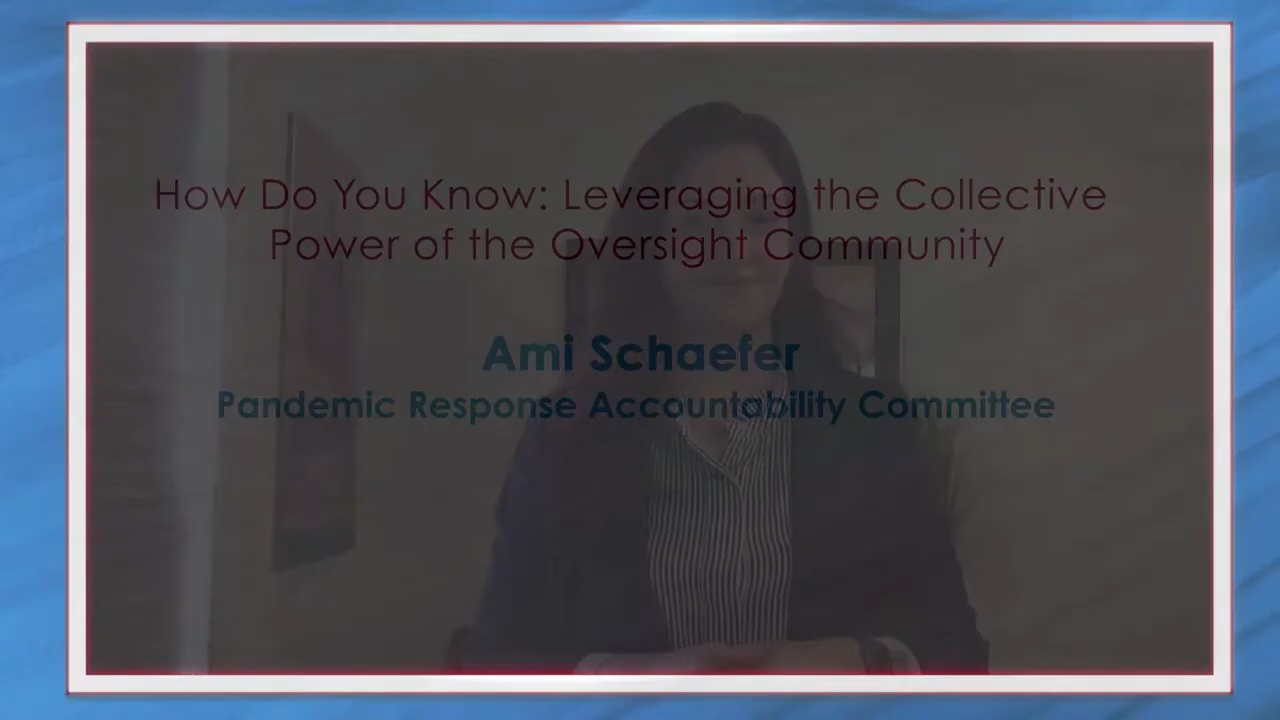 How Do You Know: Leveraging the Collective
Power of the Oversight Community
Ami Schaefer
Pandemic Response Accountability Committee